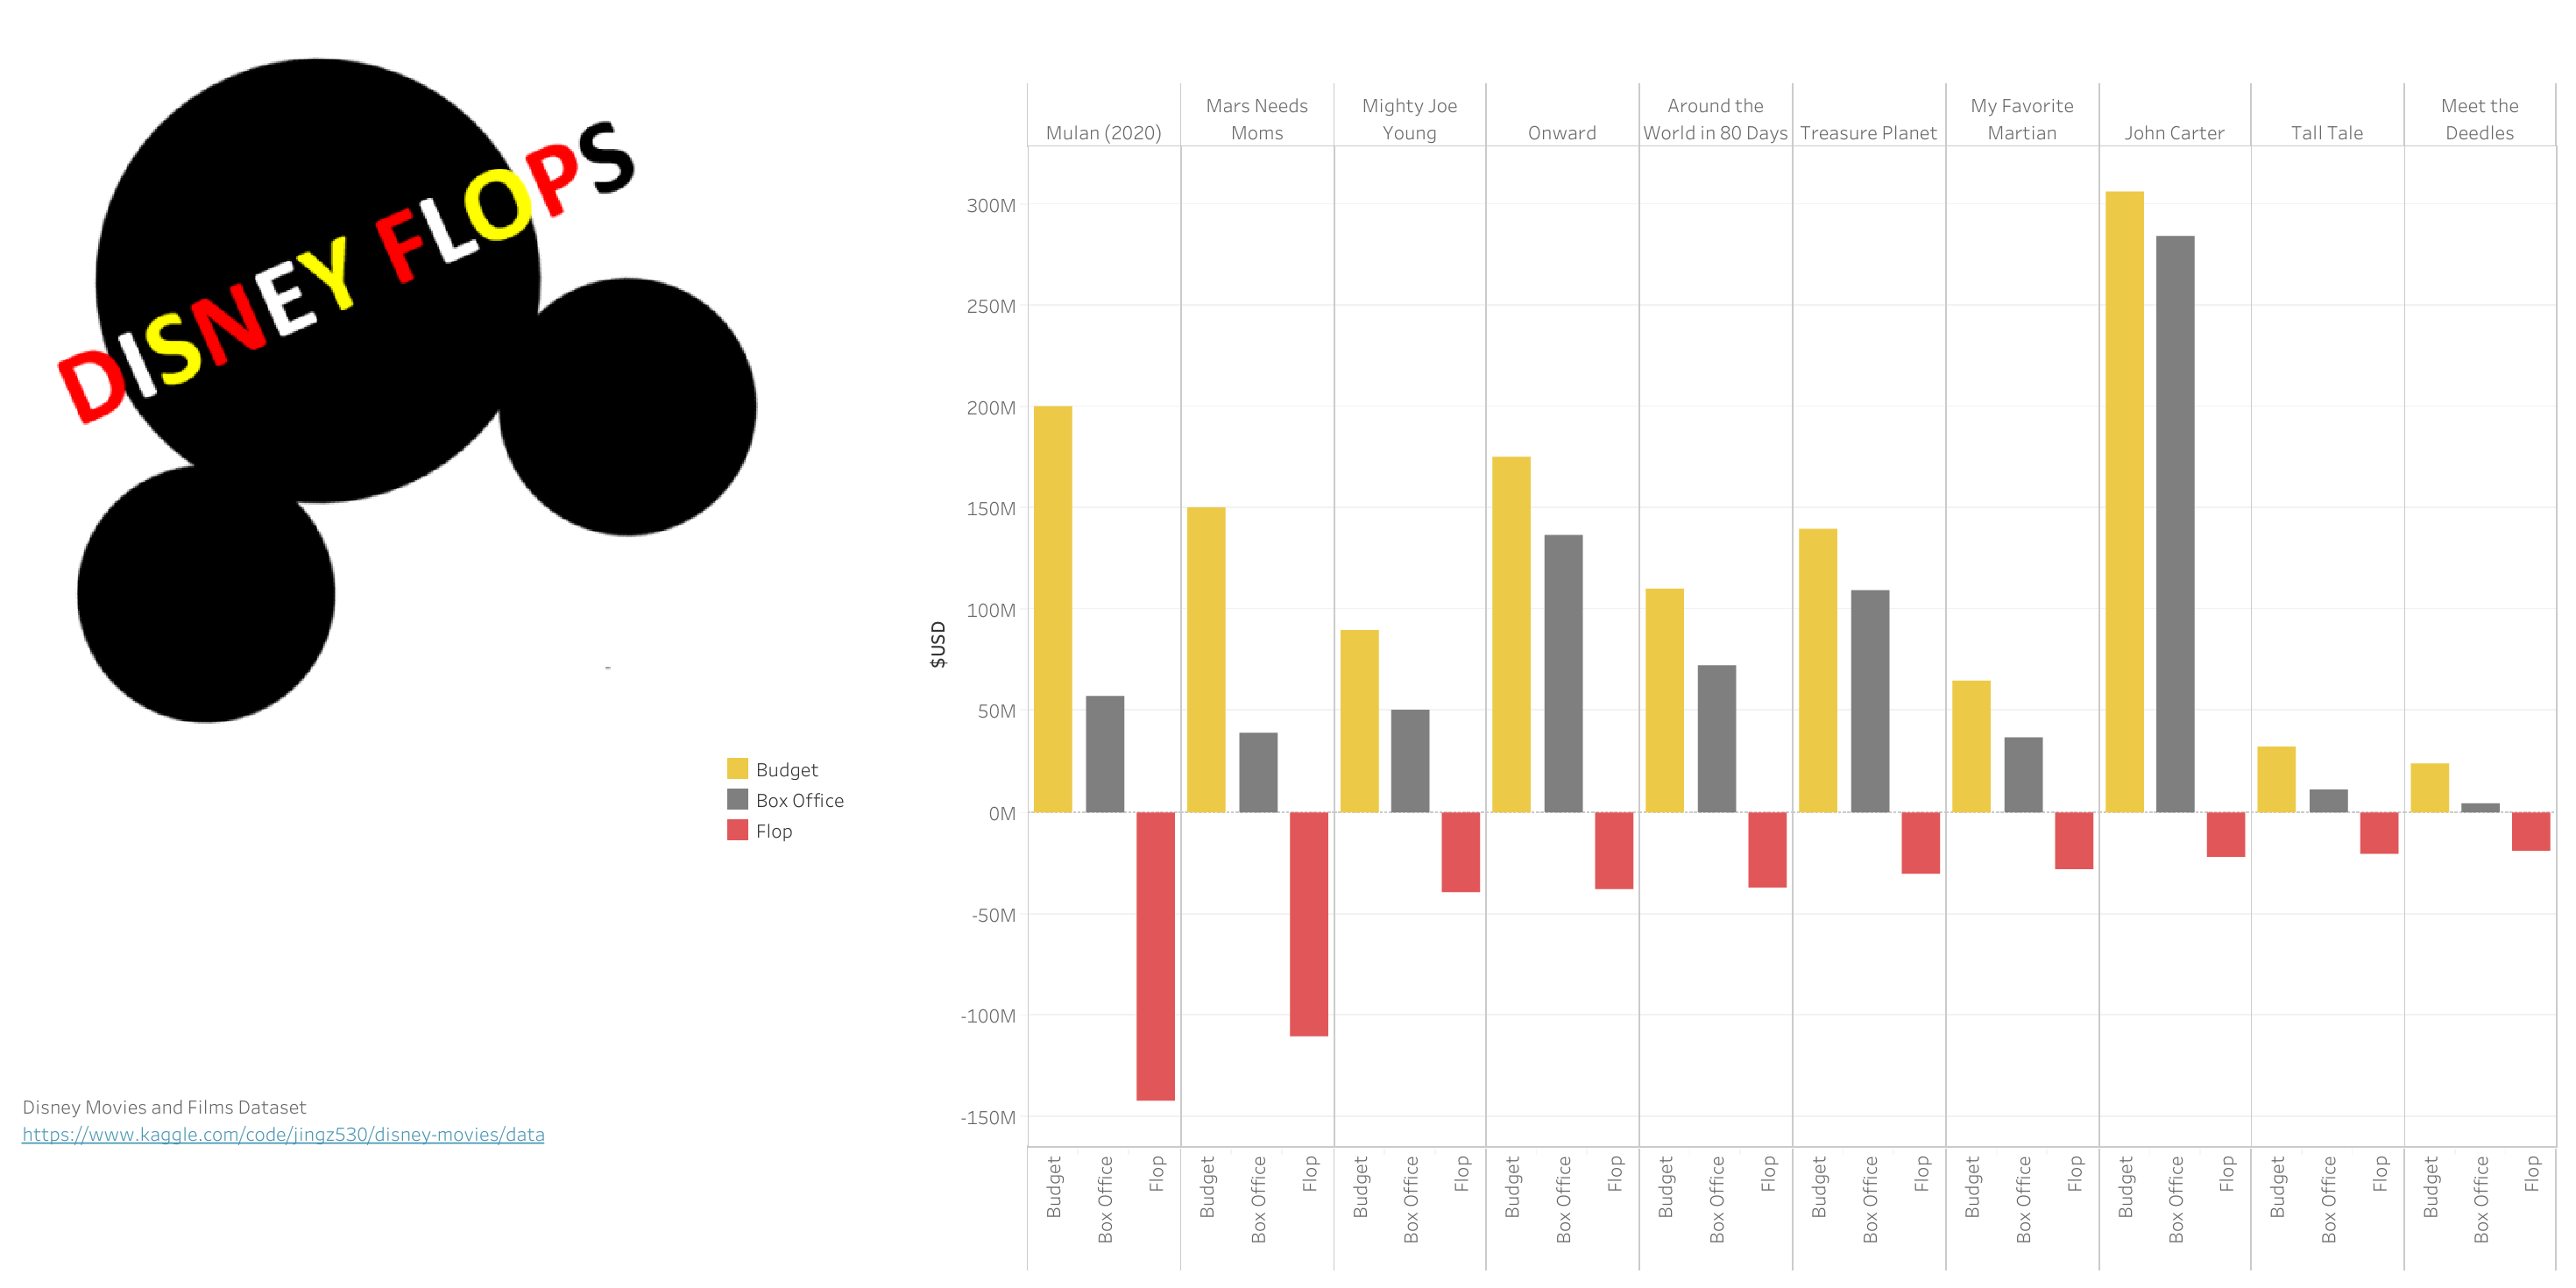 DISNEY FLOPS
Budget
Box Office
Flop
Disney Movies and Films Dataset
https://www.kaggle.com/code/jingz530/disney-movies/data
Mulan (2020)
Mars Needs
Moms
Mighty Joe
Young
Onward
Around the
World in 80 Days
Treasure Planet
My Favorite
Martian
John Carter
Tall Tale
Meet the
Deedles
$USD
300M
250M
200M
150M
100M
50M
0M
-50M
-100M
-150M
Budget
Box Office
Flop
Budget
Box Office
Flop
Budget
Box Office
Flop
Budget
Box Office
Flop
Budget
Box Office
Flop
Budget
Box Office
Flop
Budget
Box Office
Flop
Budget
Box Office
Flop
Budget
Box Office
Flop
Budget
Box Office
Flop